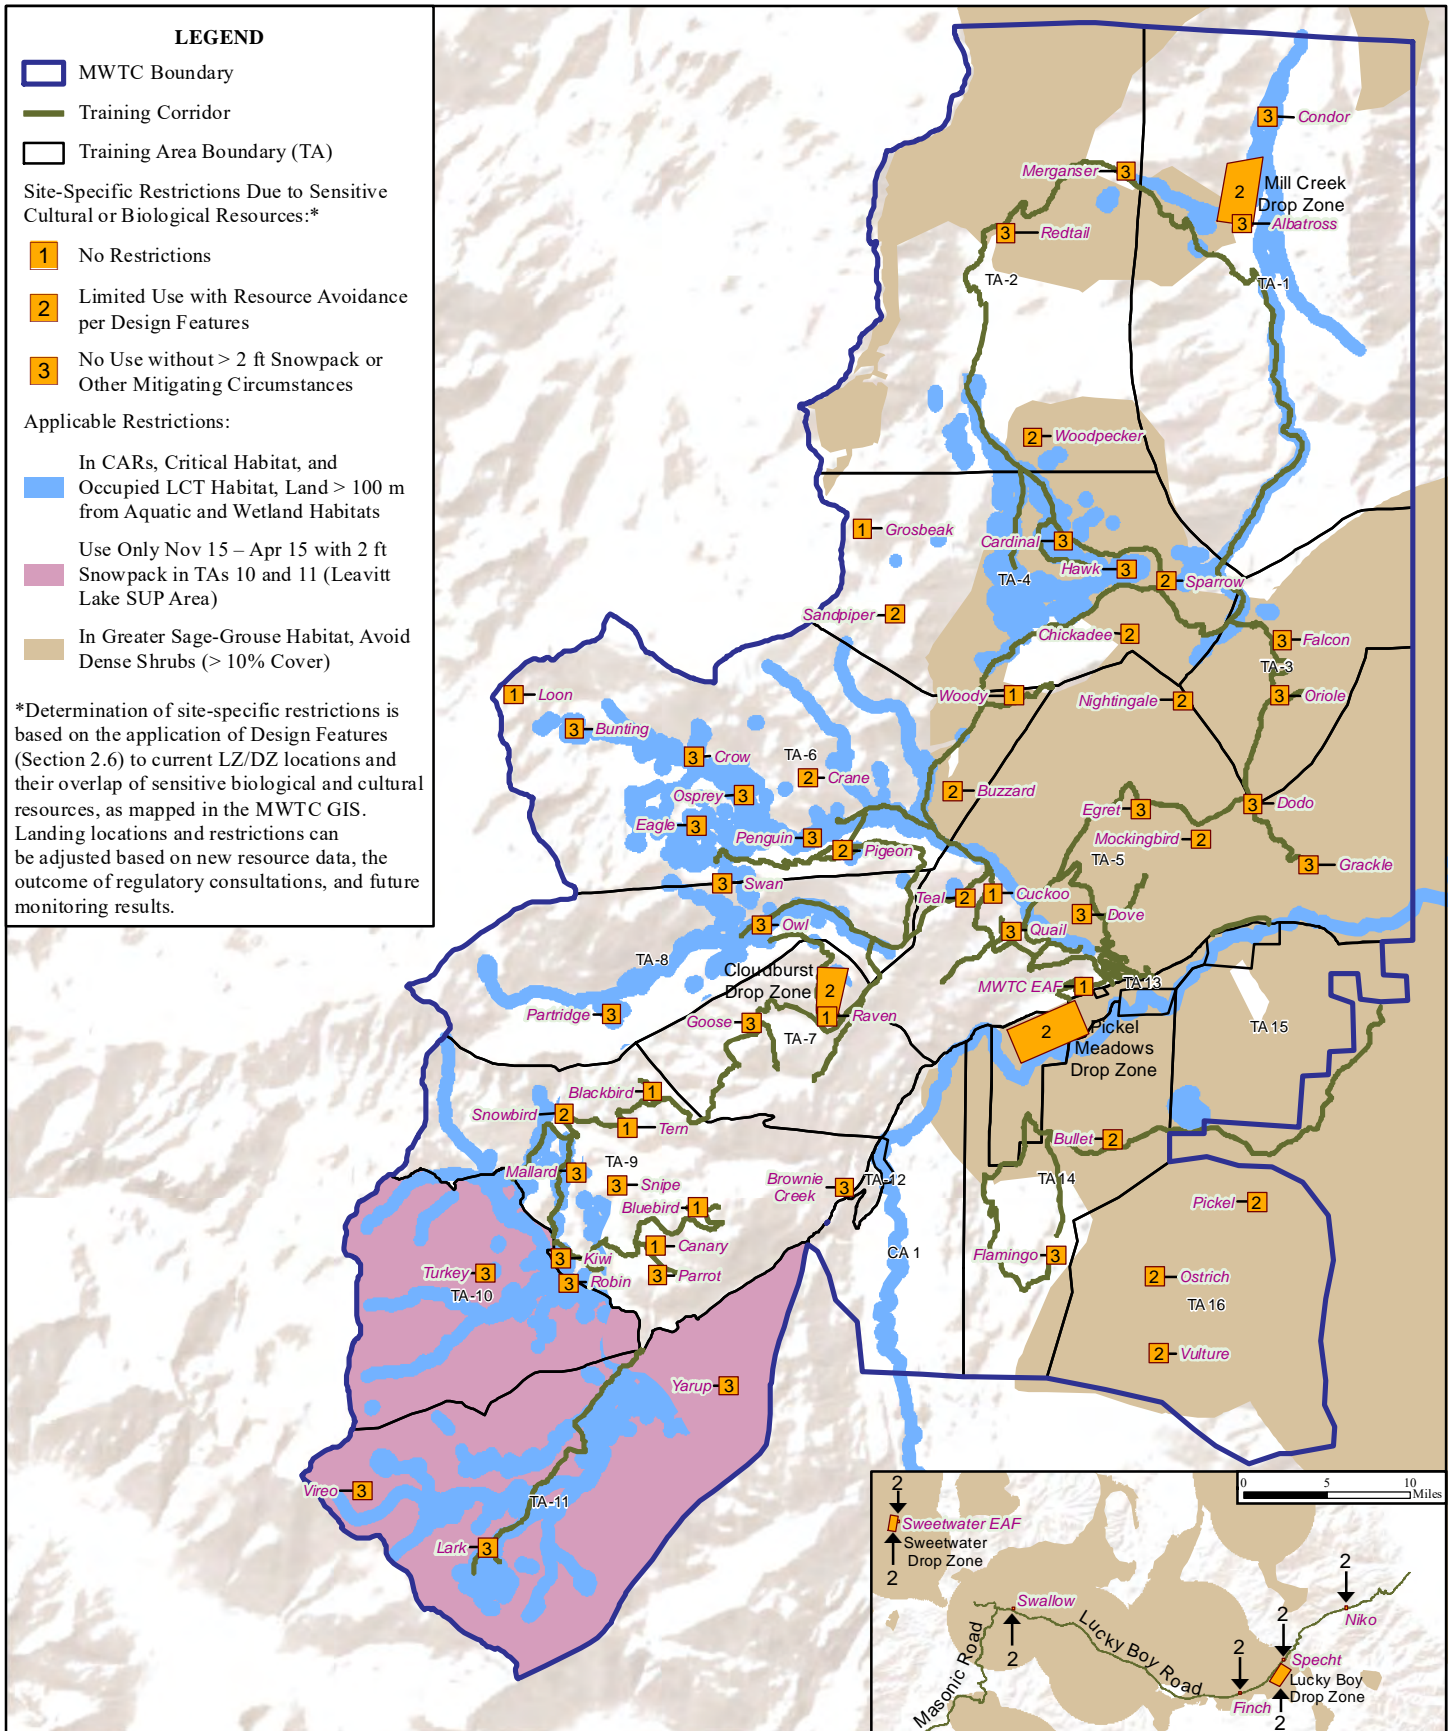 LEGEND
MWTC Boundary
Training Corridor
Training Area Boundary (TA)
Site-Specific Restrictions Due to Sensitive
Cultural or Biological Resources:*
1 No Restrictions
2 Limited Use with Resource Avoidance
per Design Features
3 No Use without > 2 ft Snowpack or
Other Mitigating Circumstances
Applicable Restrictions:
In CARs, Critical Habitat, and
Occupied LCT Habitat, Land > 100 m
from Aquatic and Wetland Habitats
Use Only Nov 15 – Apr 15 with 2 ft
Snowpack in TAs 10 and 11 (Leavitt
Lake SUP Area)
In Greater Sage-Grouse Habitat, Avoid
Dense Shrubs (> 10% Cover)
*Determination of site-specific restrictions is
based on the application of Design Features
(Section 2.6) to current LZ/DZ locations and
their overlap of sensitive biological and cultural
resources, as mapped in the MWTC GIS.
Landing locations and restrictions can
be adjusted based on new resource data, the
outcome of regulatory consultations, and future
monitoring results.
3 Condor
Merganser 3
2 Mill Creek
Drop Zone
3 Albatross
3 Redtail
TA-2
TA-1
2 Woodpecker
1 Grosbeak
Cardinal 3
Hawk 3
TA-4
2 Sparrow
Sandpiper 2
Chickadee 2
3 Falcon
TA-3
1 Loon
Woody 1
Nightingale 2
3 Oriole
3 Bunting
3 Crow
TA-6
2 Crane
Osprey 3
2 Buzzard
3 Dodo
Egret 3
Eagle 3
Penguin 3
Mockingbird 2
2 Pigeon
TA-5
3 Grackle
3 Swan
Teal 2
1 Cuckoo
3 Dove
3 Owl
3 Quail
TA-8
Cloudburst
Drop Zone 2
MWTC EAF 1
TA 13
Partridge 3
Goose 3
1 Raven
TA-7
2 Pickel
Meadows
Drop Zone
TA 15
Blackbird 1
Snowbird 2
1 Tern
Bullet 2
TA-9
Mallard 3
3 Snipe
Brownie
Creek 3
TA-12
TA 14
Bluebird 1
Pickel 2
1 Canary
CA 1
Flamingo 3
3 Kiwi
Turkey 3
3 Robin
3 Parrot
2 Ostrich
TA-10
TA 16
2 Vulture
Yarup 3
Vireo 3
TA-11
Lark 3
0 5 10
Miles
2
Sweetwater EAF
Sweetwater
Drop Zone
2
Swallow
2
Masonic Road
Lucky Boy Road
2
Niko
2
Specht
2
Finch
Lucky Boy
Drop Zone
2